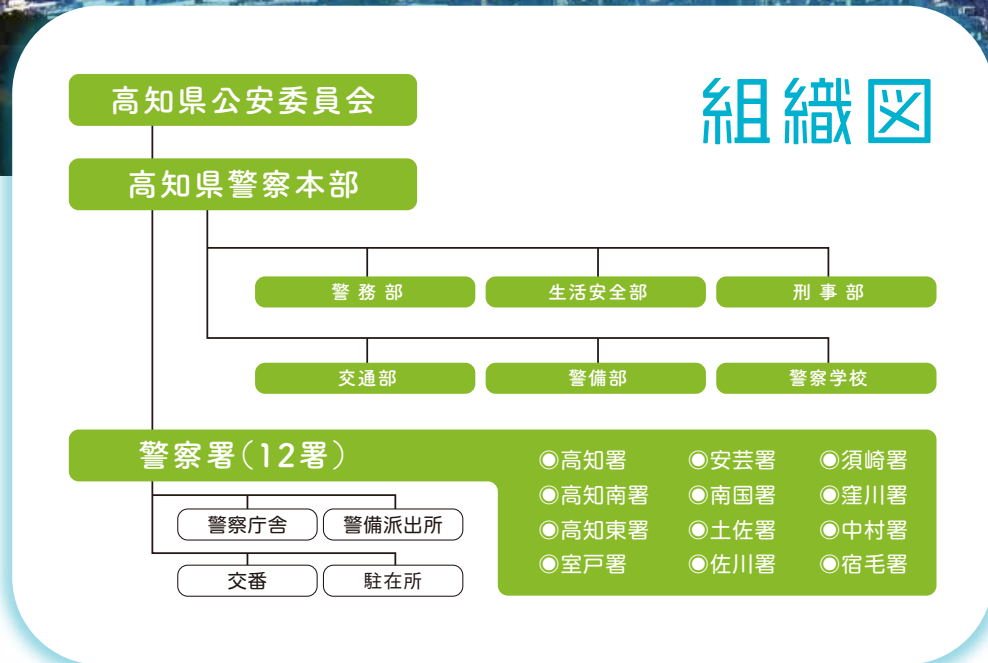 組織図
高知県公安委員会
高知県警察本部
警務部
生活安全部
刑事部
交通部
警備部
警察学校
警察署(12署)
◉高知署
◉安芸署
◉須崎署
◉高知南署
◉南国署
◉窪川署
◉高知東署
◉土佐署
◉中村署
◉室戸署
◉佐川署
◉宿毛署
警察庁舎
警備派出所
交番
駐在所